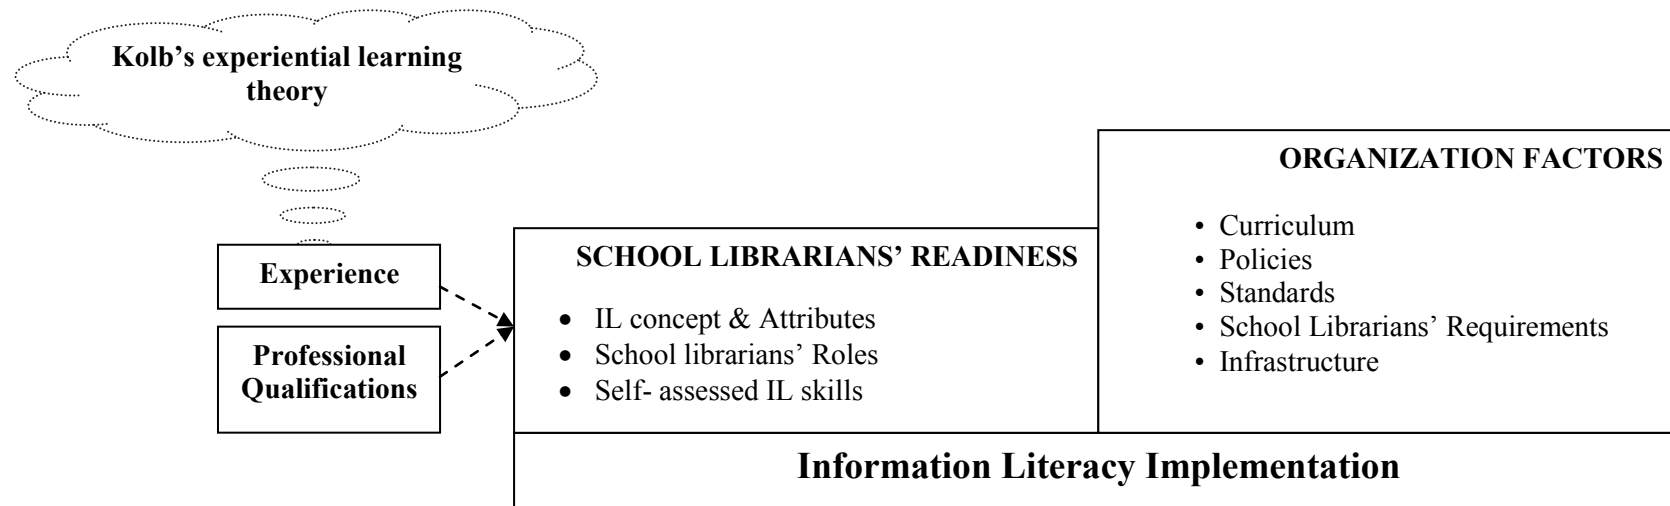 Kolb’s experiential learning
theory
Experience
Professional
Qualifications
SCHOOL LIBRARIANS’ READINESS
• IL concept & Attributes
• School librarians’ Roles
• Self- assessed IL skills
ORGANIZATION FACTORS
• Curriculum
• Policies
• Standards
• School Librarians’ Requirements
• Infrastructure
Information Literacy Implementation